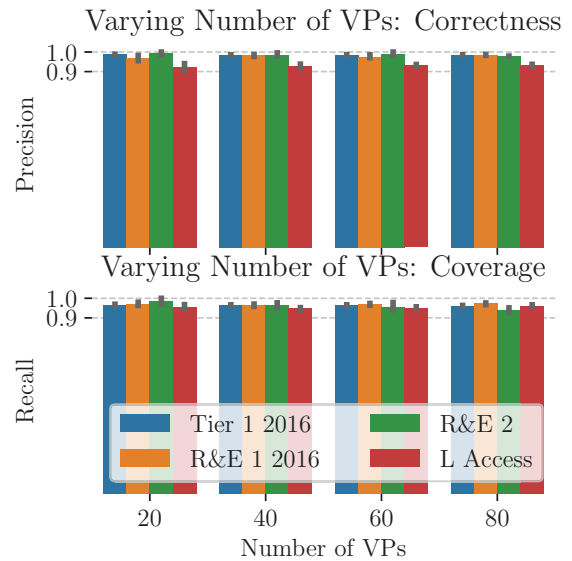 Varying Number of VPs: Correctness
1.0
0.9
Precision
Varying Number of VPs: Coverage
1.0
0.9
Recall
Tier 1 2016
R&E 2
R&E 1 2016
L Access
20
40
60
80
Number of VPs